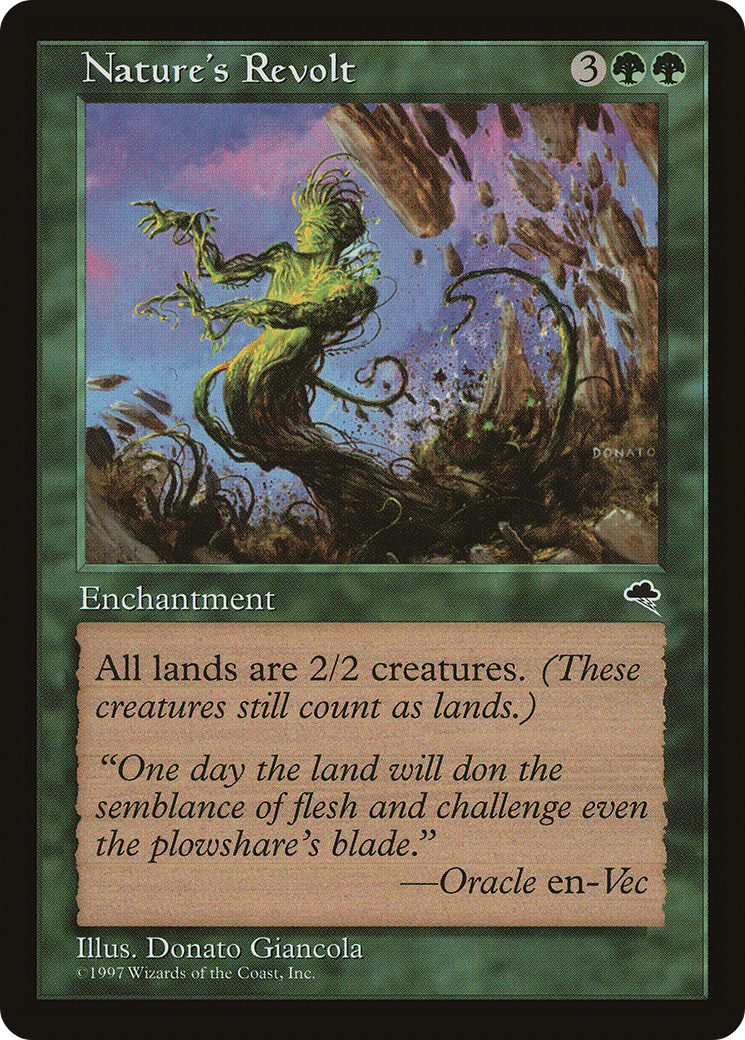 Nature's Revolt 3
DONATO
Enchantment
All lands are 2/2 creatures. (These
creatures still count as lands.)
“One day the land will don the
semblance of flesh and challenge even
the plowshare's blade.”
—Oracle en-Vec
Illus. Donato Giancola
©1997 Wizards of the Coast, Inc.